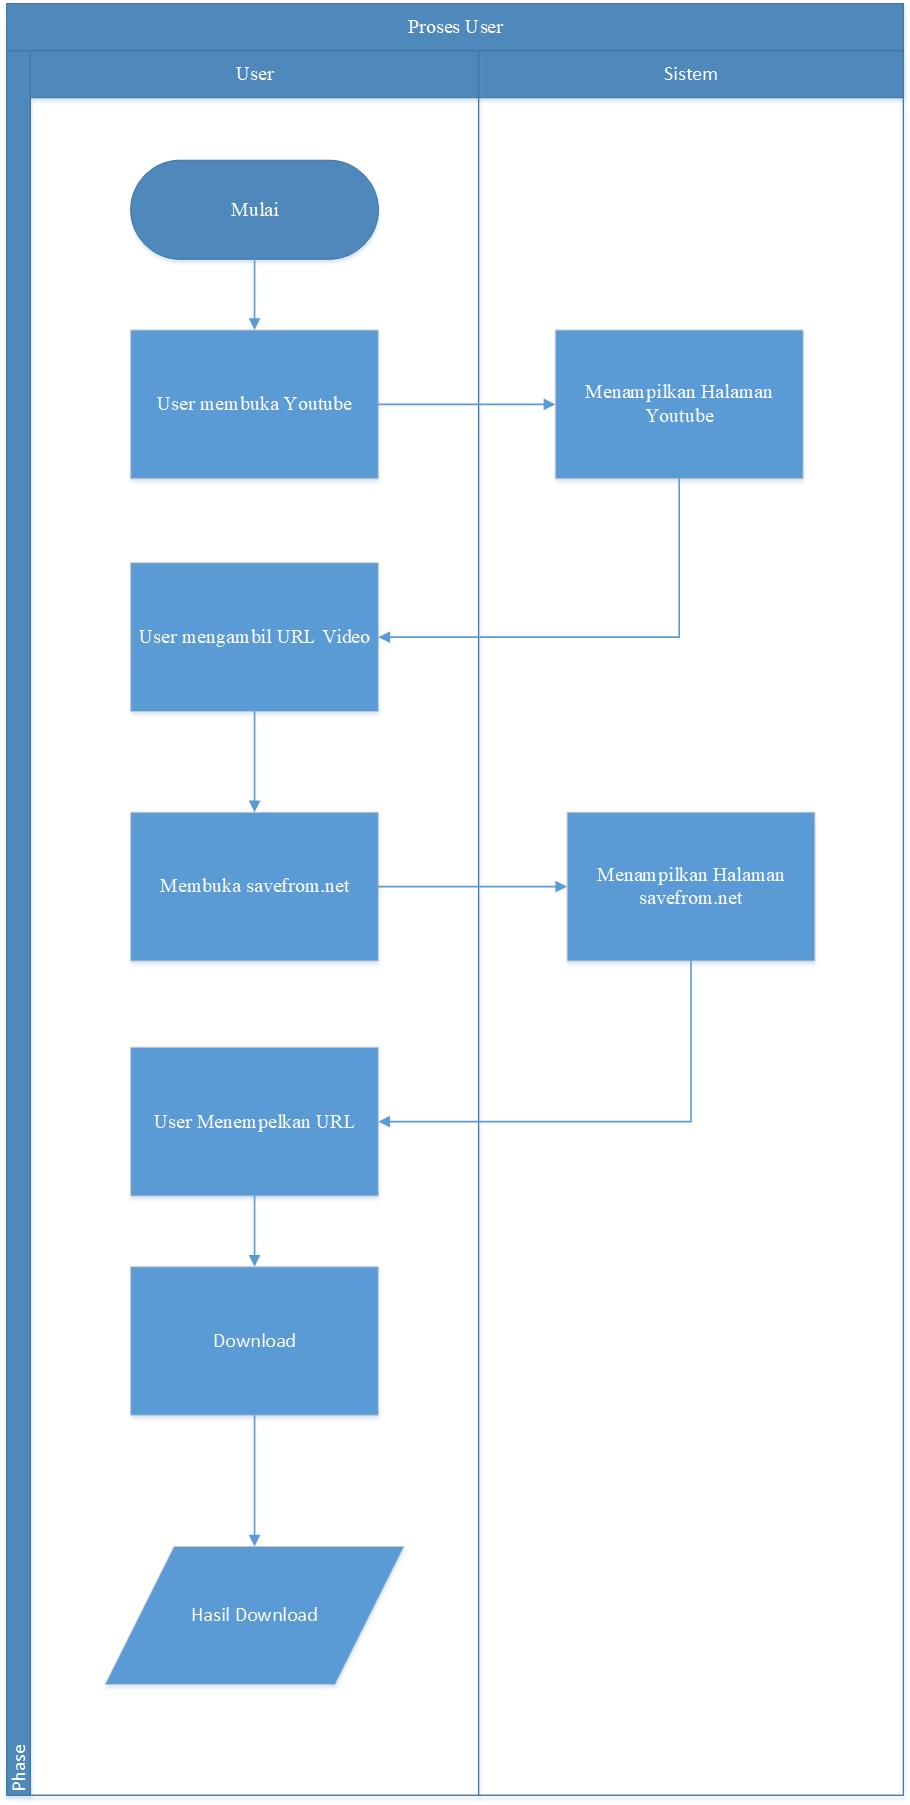 Proses User
User
Sistem
Mulai
User membuka Youtube
Menampilkan Halaman
Youtube
User mengambil URL Video
Membuka savefrom.net
Menampilkan Halaman
savefrom.net
User Menempelkan URL
Download
Hasil Download
Phase